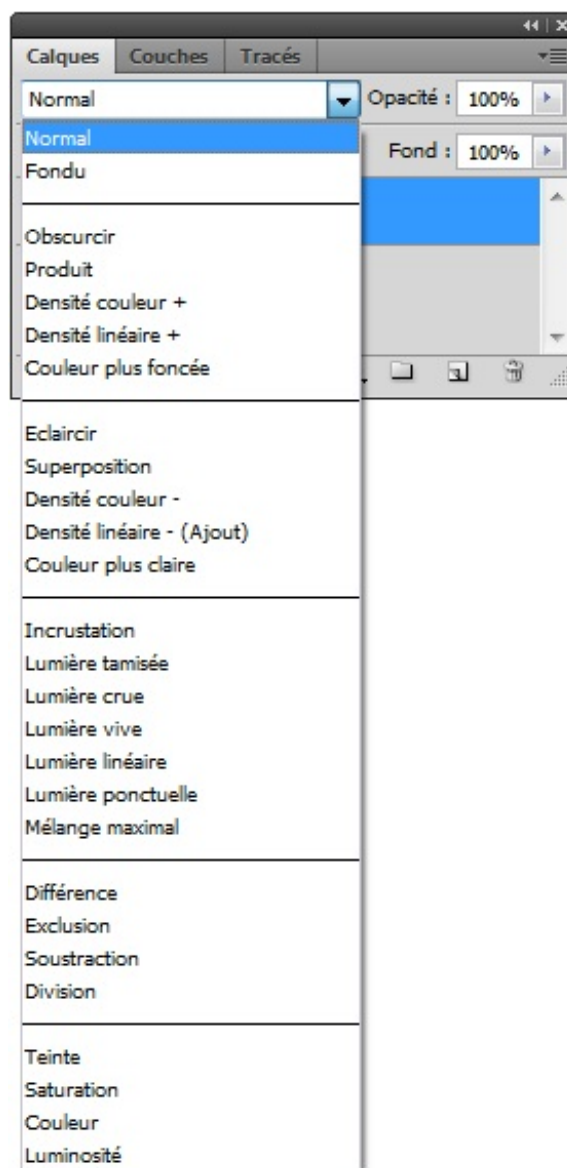 Calques Couches Tracés
Normal Opacité : 100%
Normal Fond : 100%
Fondu
Obscurcir
Produit
Densité couleur +
Densité linéaire +
Couleur plus foncée
Eclaircir
Superposition
Densité couleur -
Densité linéaire - (Ajout)
Couleur plus claire
Incrustation
Lumière tamisée
Lumière crue
Lumière vive
Lumière linéaire
Lumière ponctuelle
Mélange maximal
Différence
Exclusion
Soustraction
Division
Teinte
Saturation
Couleur
Luminosité